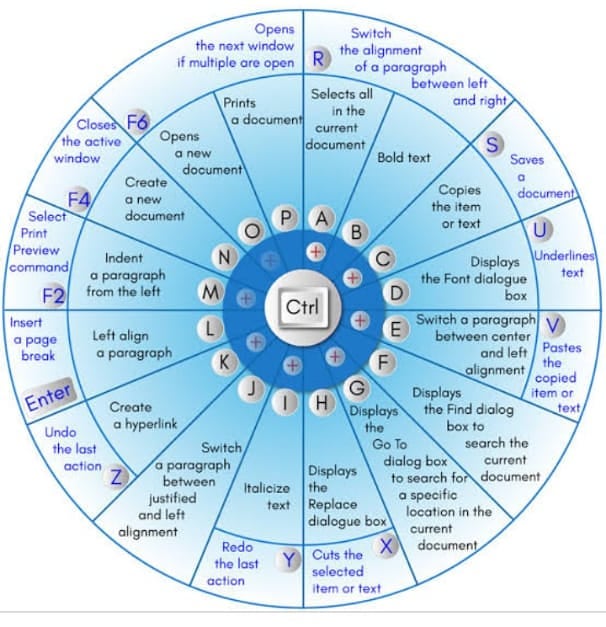 Ctrl
A
Selects all
in the
current
document
B
Bold text
C
Copies
the item
or text
D
Displays
the Font dialogue
box
E
Switch a paragraph
between center
and left
alignment
F
Displays
the Find dialog
box to
search the
current
document
G
Displays
the
Go To
dialog box
to search for
a specific
location in the
current
document
H
Displays
the
Replace
dialogue box
I
Italicize
text
J
Switch
a paragraph
between
justified
and left
alignment
K
Create
a hyperlink
L
Left align
a paragraph
M
Indent
a paragraph
from the left
N
Create
a new
document
O
Opens
a new
document
P
Prints
a document
R
Switch
the alignment
of a paragraph
between left
and right
S
Saves
a
document
U
Underlines
text
V
Pastes
the
copied
item or
text
X
Cuts the
selected
item or text
Y
Redo
the last
action
Z
Undo
the last
action
Enter
Insert
a page
break
F2
Select
Print
Preview
command
F4
Closes
the active
window
F6
Opens
the next window
if multiple are open